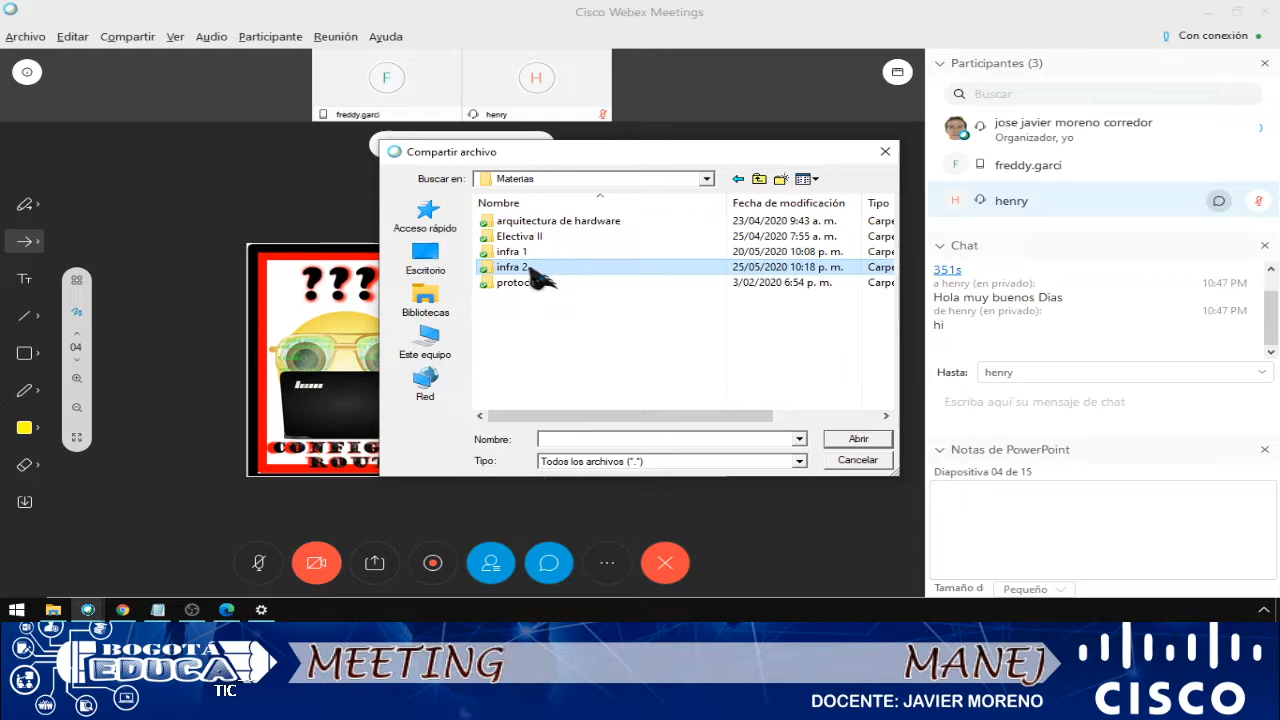 Cisco Webex Meetings
Archivo Editar Compartir Ver Audio Participante Reunión Ayuda
Con conexión
F
H
freddy.garci
henry
Participantes (3)
Buscar
jose javier moreno corredor
Organizador, yo
F freddy.garci
H henry
Chat
351s
a henry (en privado): 10:47 PM
Hola muy buenos Dias
de henry (en privado): 10:47 PM
hi
Hasta: henry
Escriba aquí su mensaje de chat
Notas de PowerPoint
Diapositiva 04 de 15
Tamaño d Pequeño
Compartir archivo
Buscar en: Materias
Nombre Fecha de modificación Tipo
arquitectura de hardware 23/04/2020 9:43 a. m. Carpe
Electiva II 25/04/2020 7:55 a. m. Carpe
infra 1 20/05/2020 10:08 p. m. Carpe
infra 2 25/05/2020 10:18 p. m. Carpe
protoc 3/02/2020 6:54 p. m. Carpe
Acceso rápido
Escritorio
Bibliotecas
Este equipo
Red
Nombre: Abrir
Tipo: Todos los archivos (*.*) Cancelar
Tт
04
???
CONFIG
ROUT
BOGOTA
EDUCA
TIC
MEETING
MANEJ
DOCENTE: JAVIER MORENO
CISCO